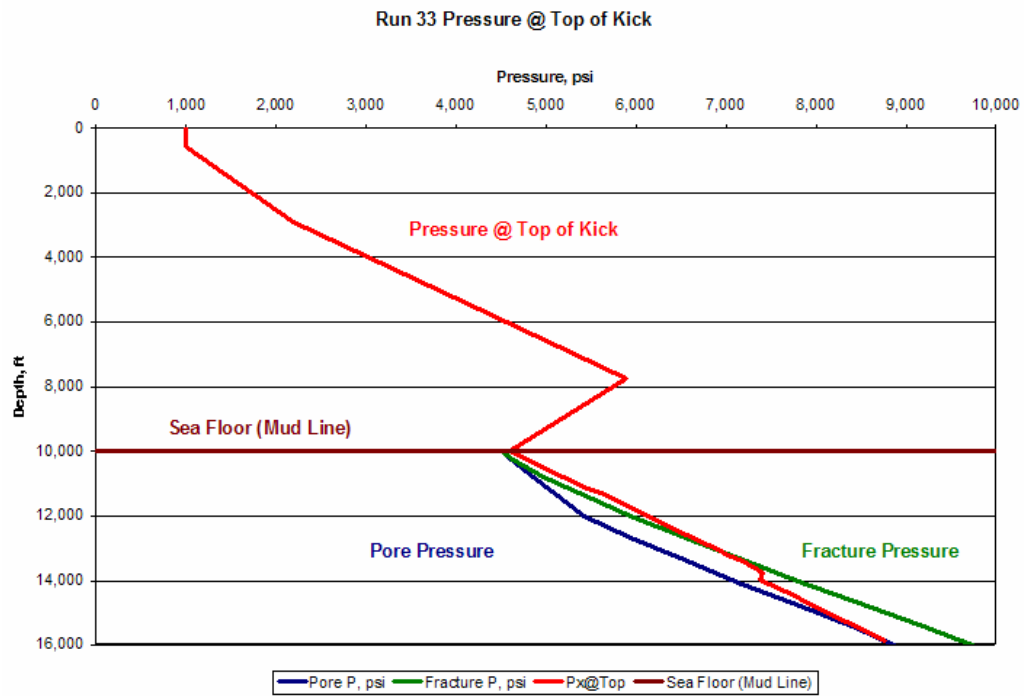 Run 33 Pressure @ Top of Kick
Pressure, psi
0 1,000 2,000 3,000 4,000 5,000 6,000 7,000 8,000 9,000 10,000
0
2,000
Pressure @ Top of Kick
4,000
6,000
Depth, ft
8,000
Sea Floor (Mud Line)
10,000
12,000
Pore Pressure Fracture Pressure
14,000
16,000
Pore P, psi Fracture P, psi Px@Top Sea Floor (Mud Line)